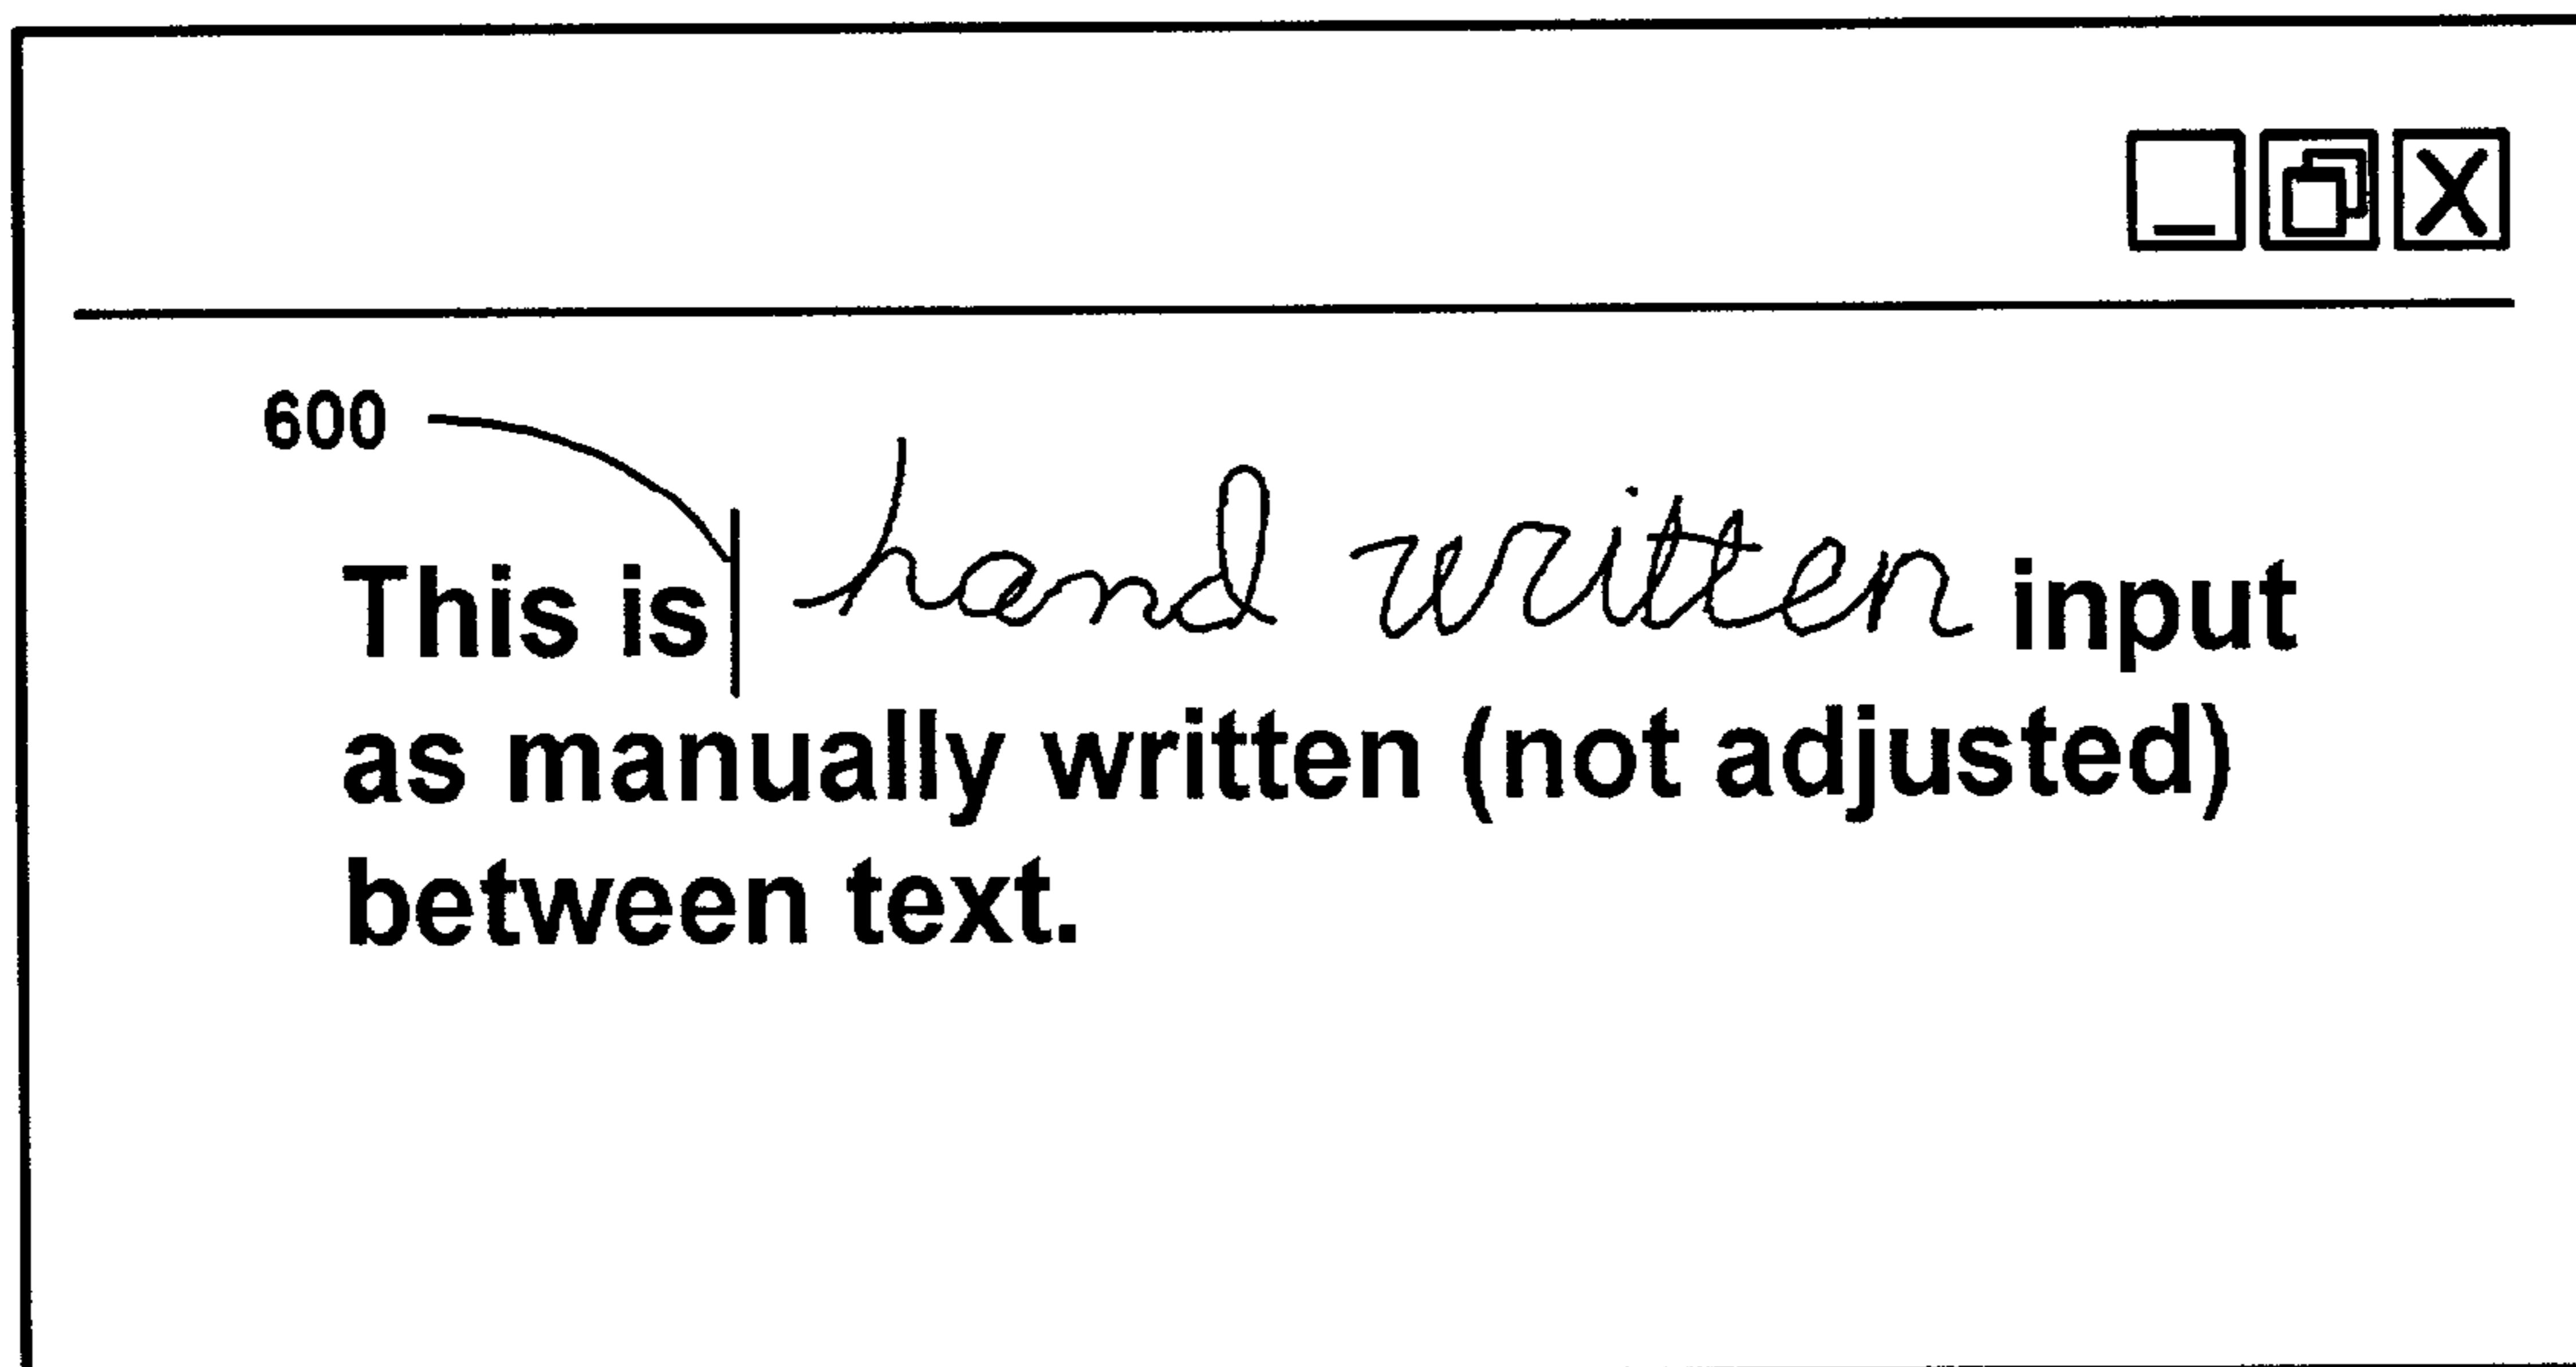 600
This is hand written input
as manually written (not adjusted)
between text.